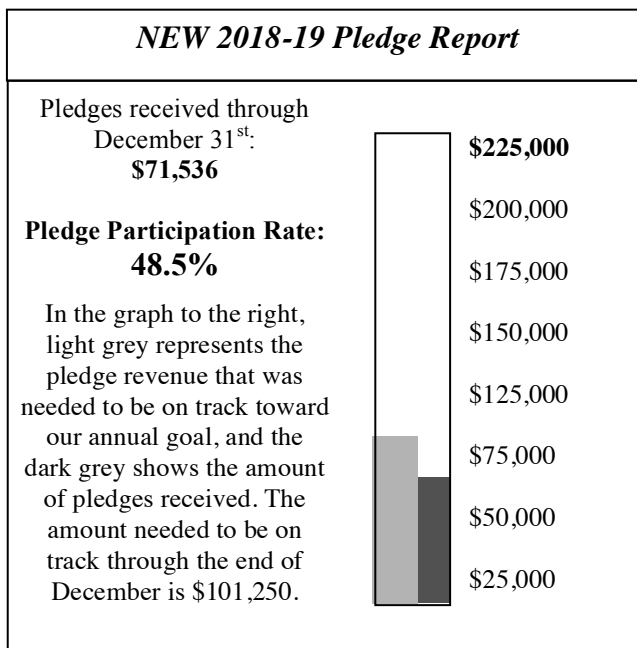 NEW 2018-19 Pledge Report
Pledges received through
December 31st:
$71,536
Pledge Participation Rate:
48.5%
In the graph to the right,
light grey represents the
pledge revenue that was
needed to be on track toward
our annual goal, and the
dark grey shows the amount
of pledges received. The
amount needed to be on
track through the end of
December is $101,250.
$225,000
$200,000
$175,000
$150,000
$125,000
$75,000
$50,000
$25,000